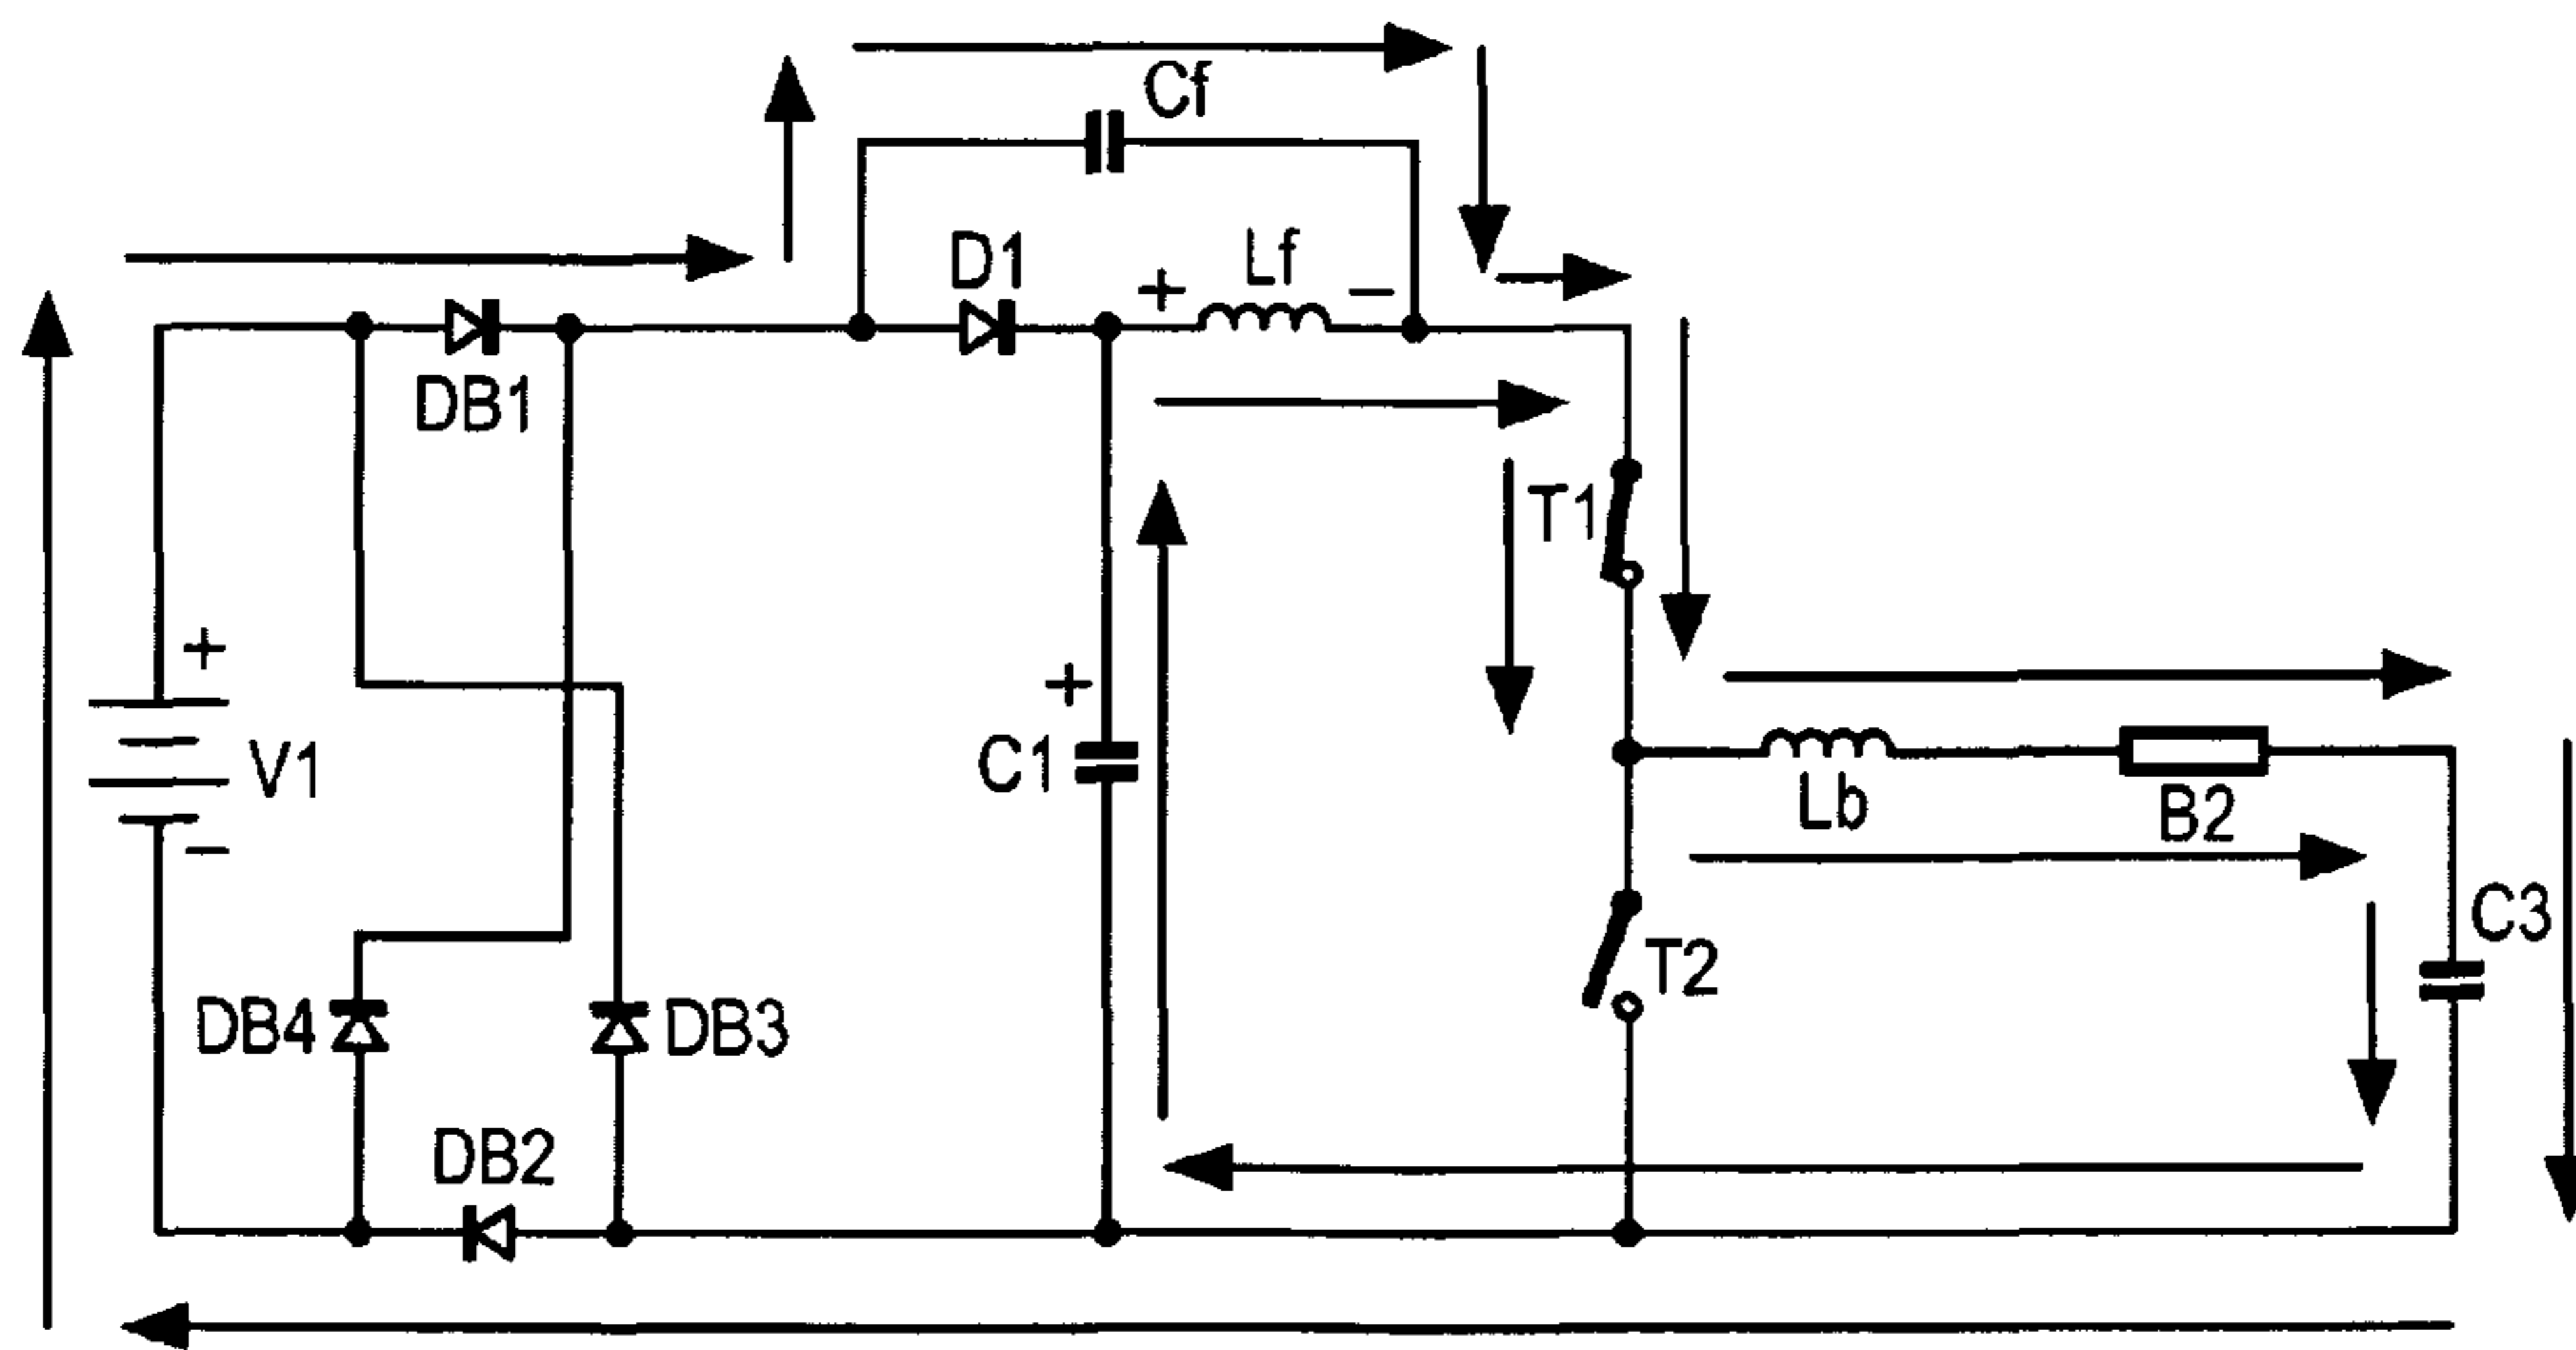 Cf
D1
+ Lf −
DB1
T1
+
V1
−
+
C1
Lb
B2
C3
T2
DB4
DB3
DB2